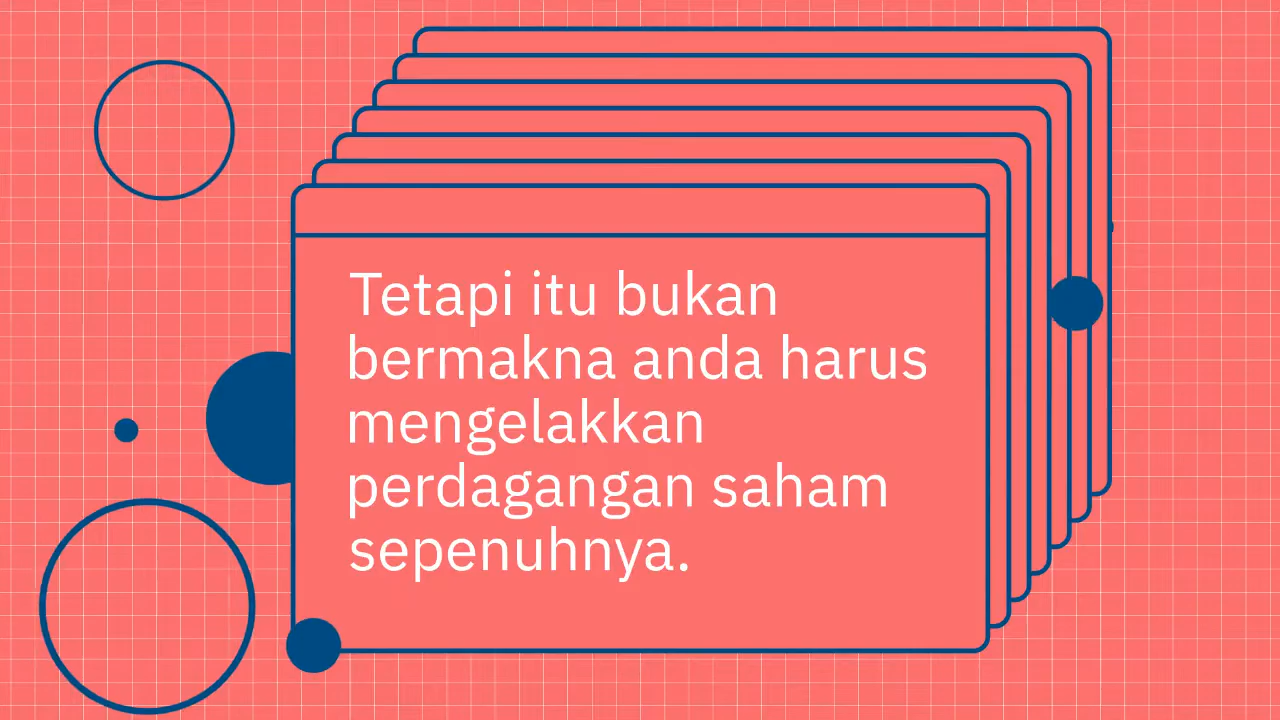 Tetapi itu bukan
bermakna anda harus
mengelakkan
perdagangan saham
sepenuhnya.